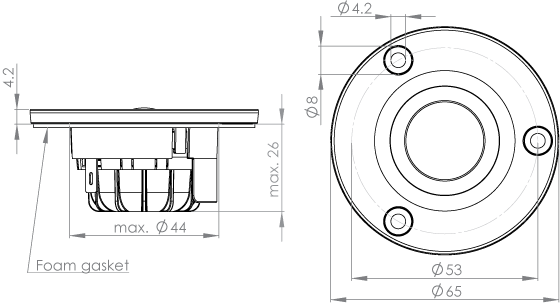 Ø4.2
4.2
Ø8
max. 26
max. Ø44
Foam gasket
Ø53
Ø65